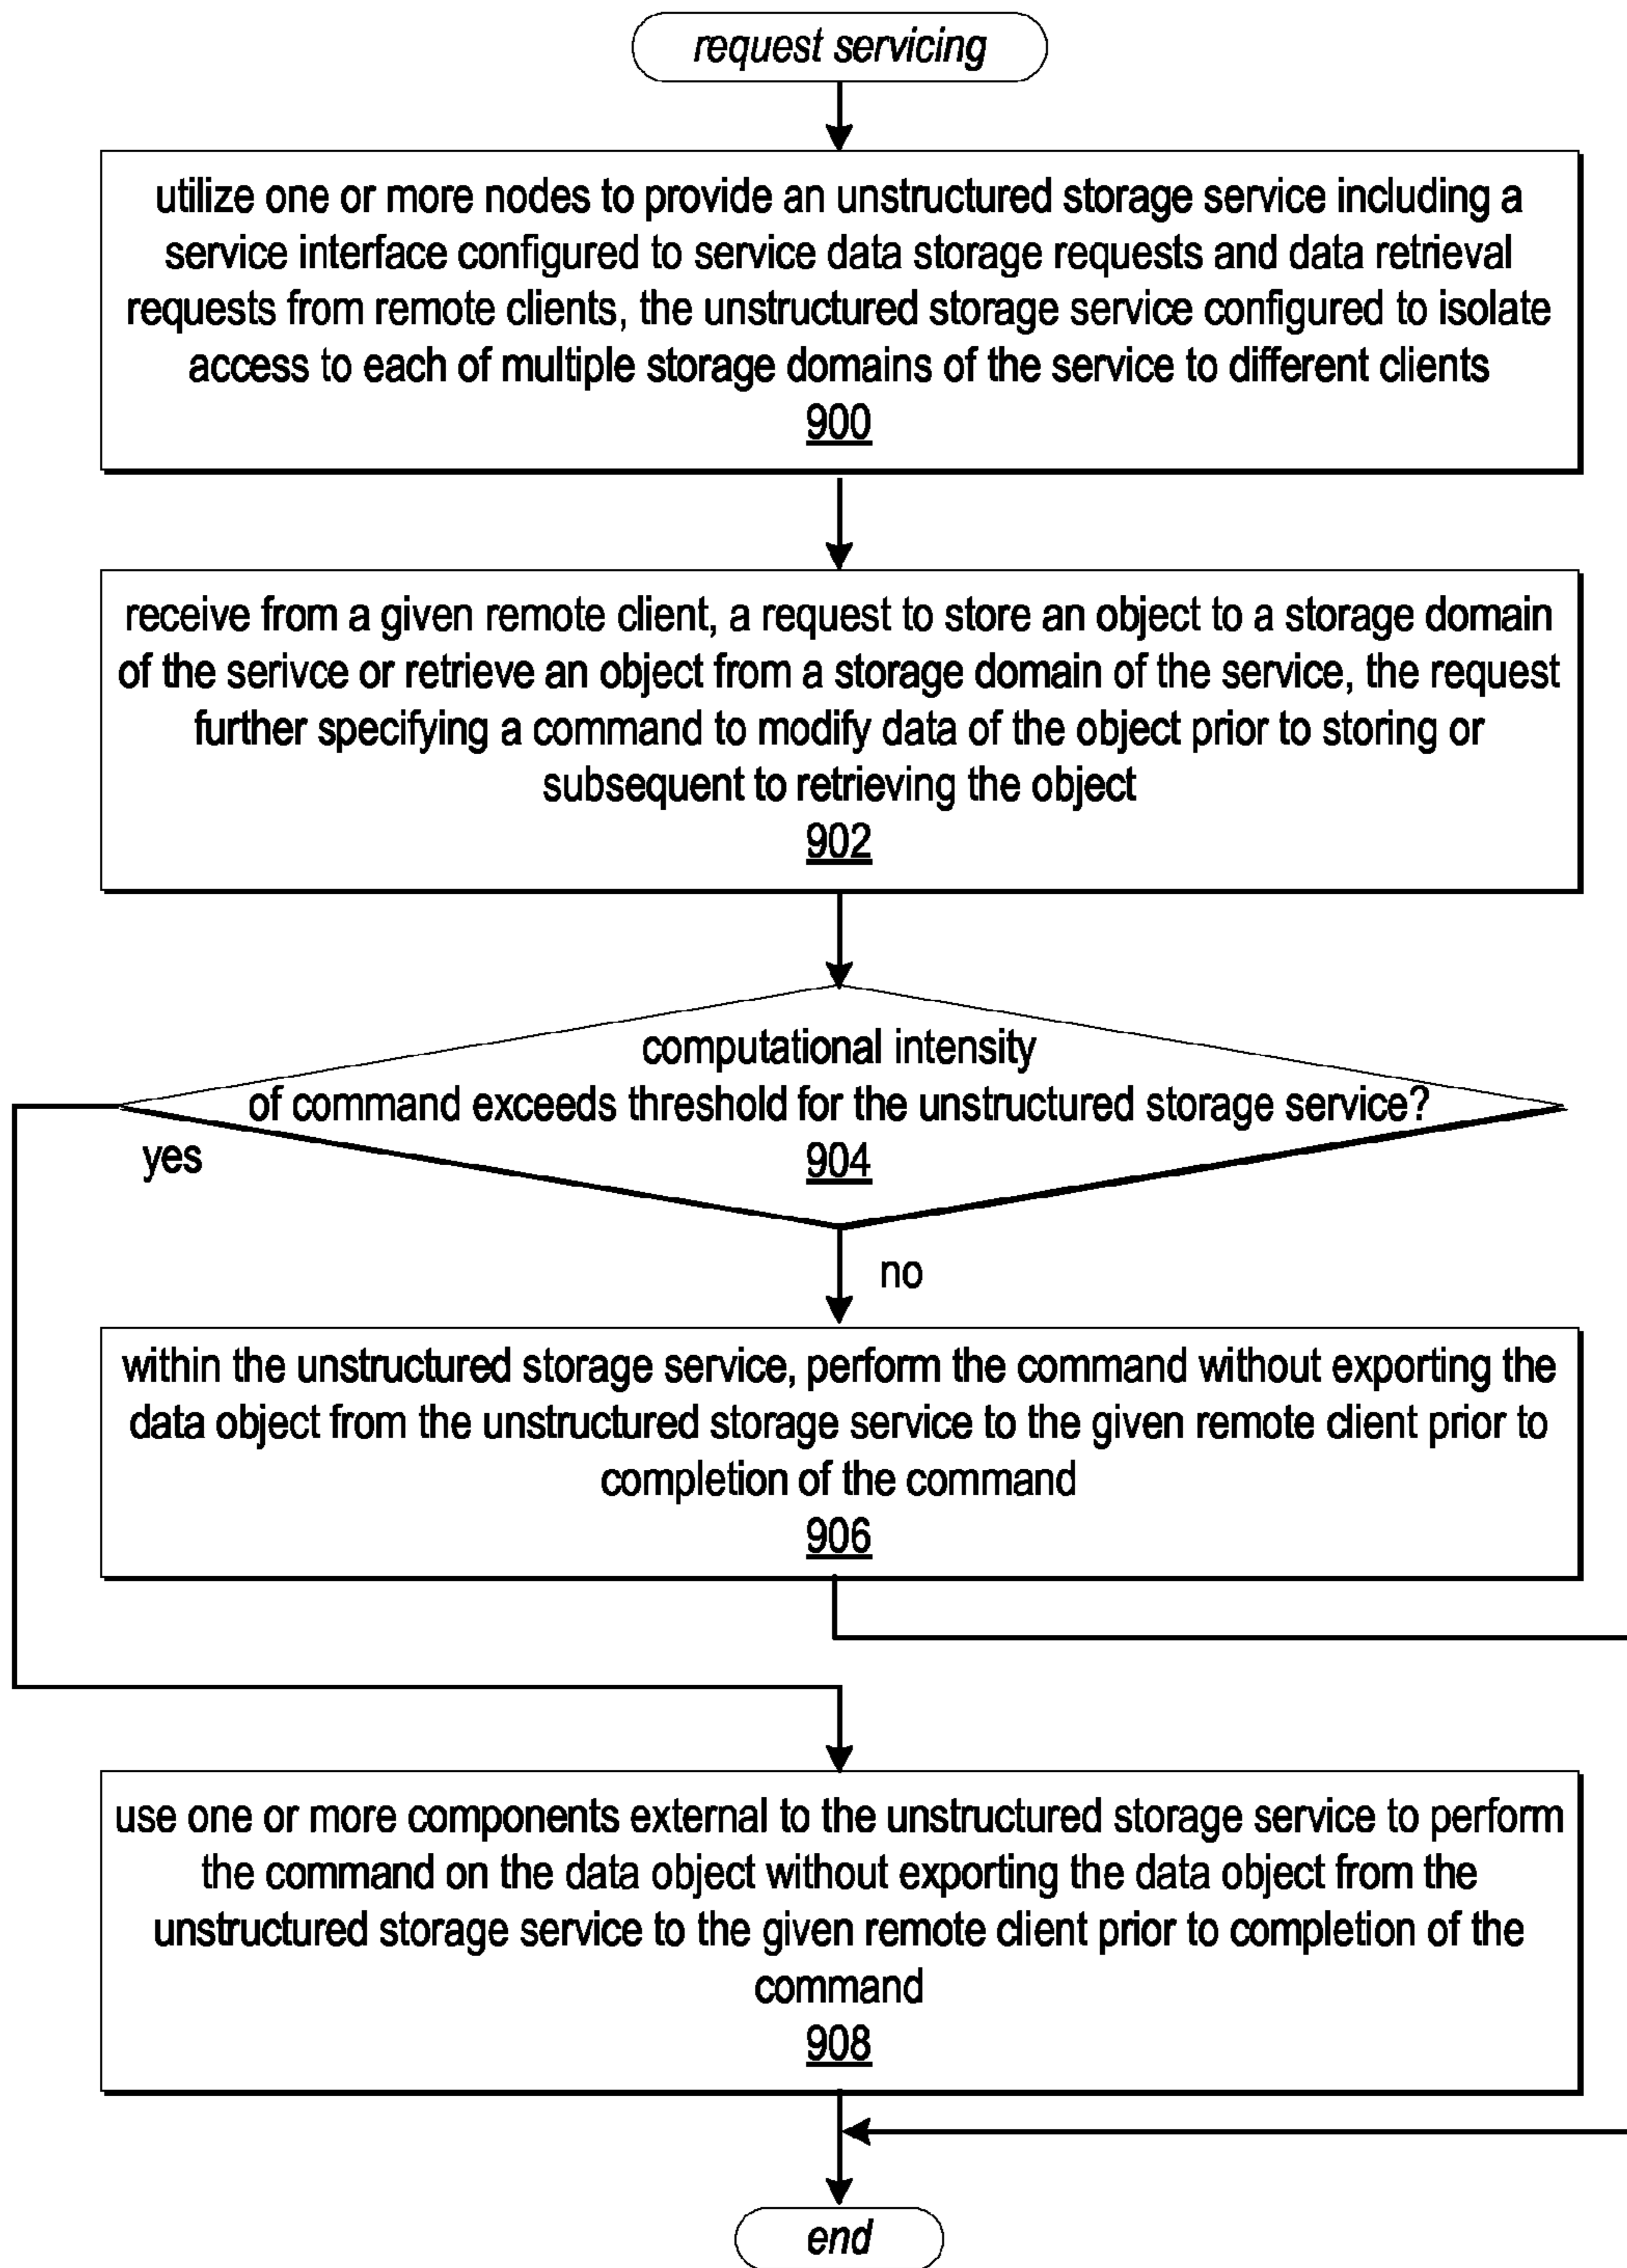 request servicing
utilize one or more nodes to provide an unstructured storage service including a
service interface configured to service data storage requests and data retrieval
requests from remote clients, the unstructured storage service configured to isolate
access to each of multiple storage domains of the service to different clients
900
receive from a given remote client, a request to store an object to a storage domain
of the serivce or retrieve an object from a storage domain of the service, the request
further specifying a command to modify data of the object prior to storing or
subsequent to retrieving the object
902
computational intensity
of command exceeds threshold for the unstructured storage service?
904
yes
no
within the unstructured storage service, perform the command without exporting the
data object from the unstructured storage service to the given remote client prior to
completion of the command
906
use one or more components external to the unstructured storage service to perform
the command on the data object without exporting the data object from the
unstructured storage service to the given remote client prior to completion of the
command
908
end